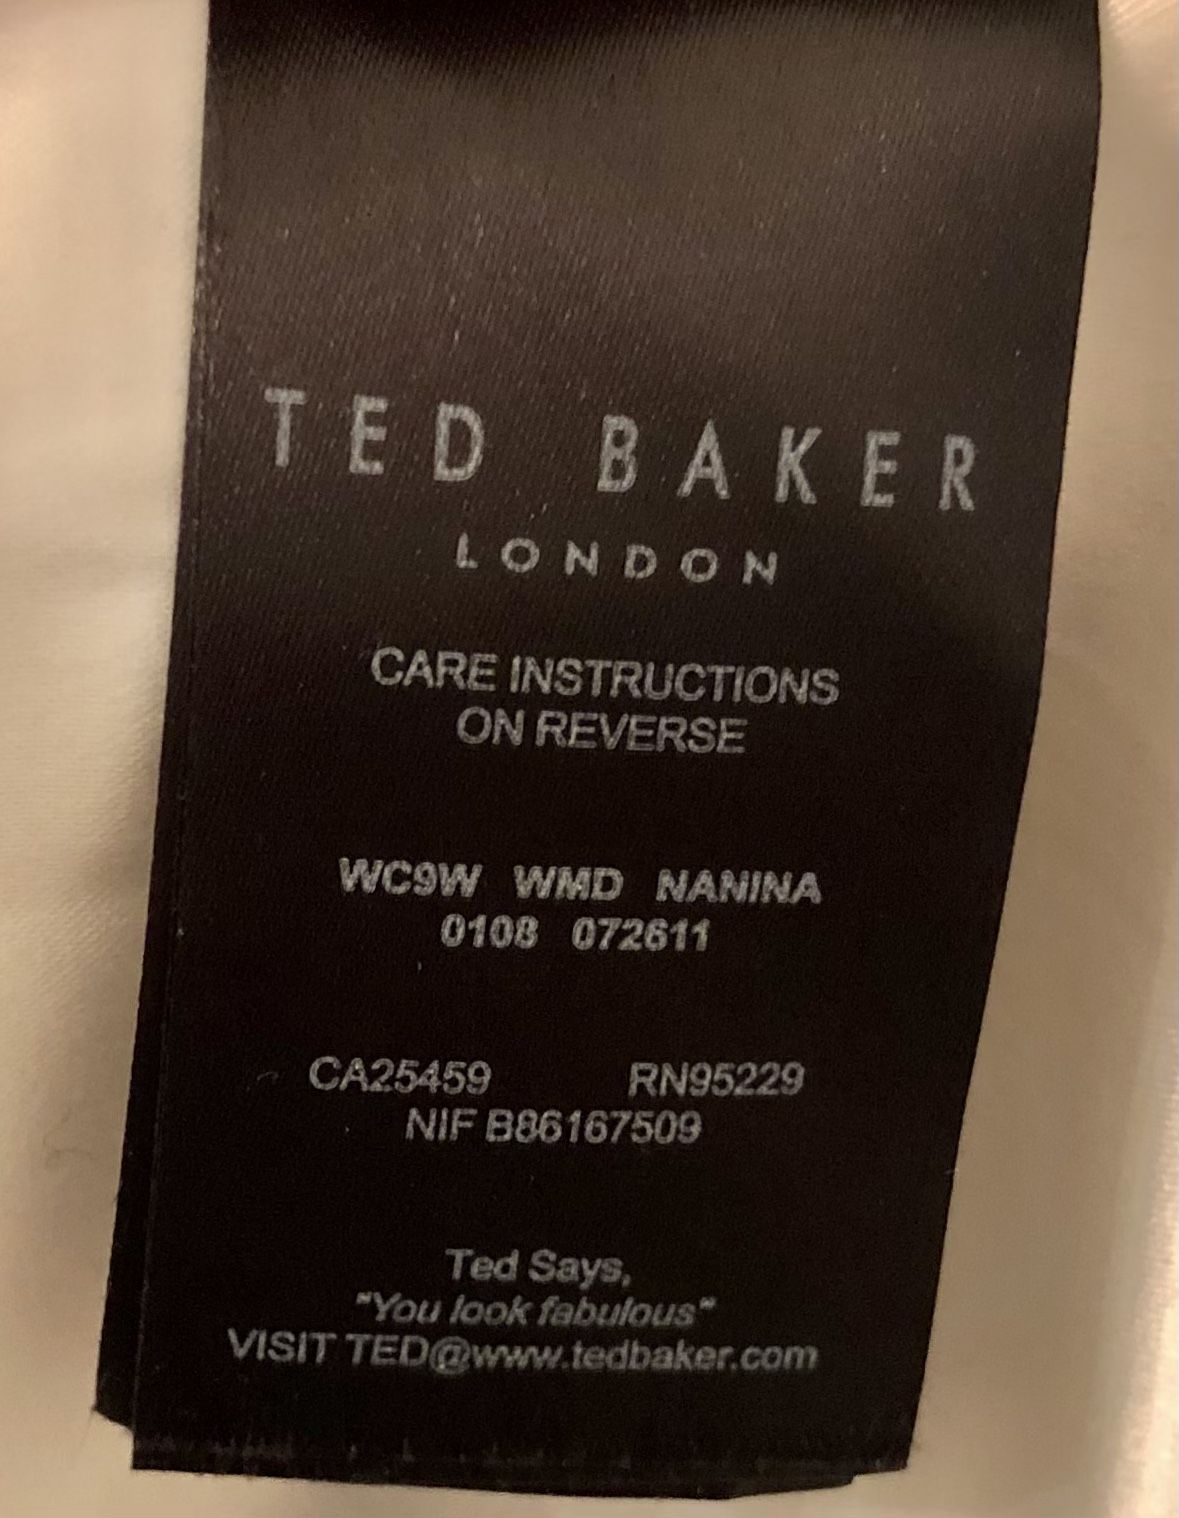 TED BAKER
LONDON
CARE INSTRUCTIONS
ON REVERSE
WC9W WMD NANINA
0108 072611
CA25459 RN95229
NIF B86167509
Ted Says,
"You look fabulous"
VISIT TED@www.tedbaker.com